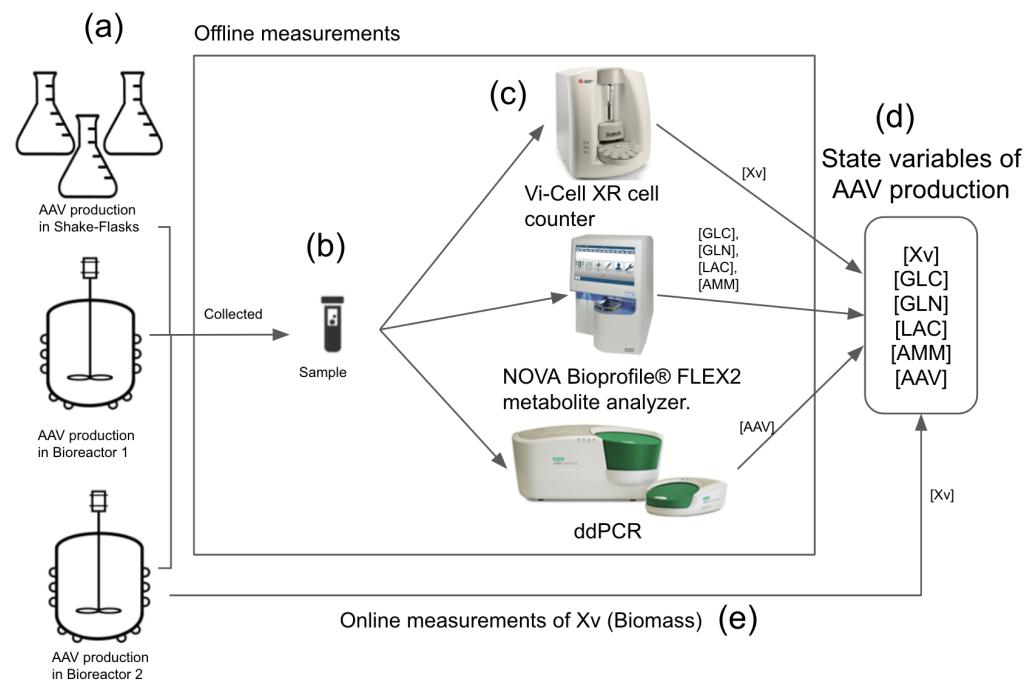 (a)
Offline measurements
AAV production
in Shake-Flasks
(b)
Collected
Sample
AAV production
in Bioreactor 1
AAV production
in Bioreactor 2
(c)
Vi-Cell XR cell
counter
NOVA Bioprofile® FLEX2
metabolite analyzer.
ddPCR
[Xv]
[GLC],
[GLN],
[LAC],
[AMM]
[AAV]
(d)
State variables of
AAV production
[Xv]
[GLC]
[GLN]
[LAC]
[AMM]
[AAV]
[Xv]
Online measurements of Xv (Biomass) (e)